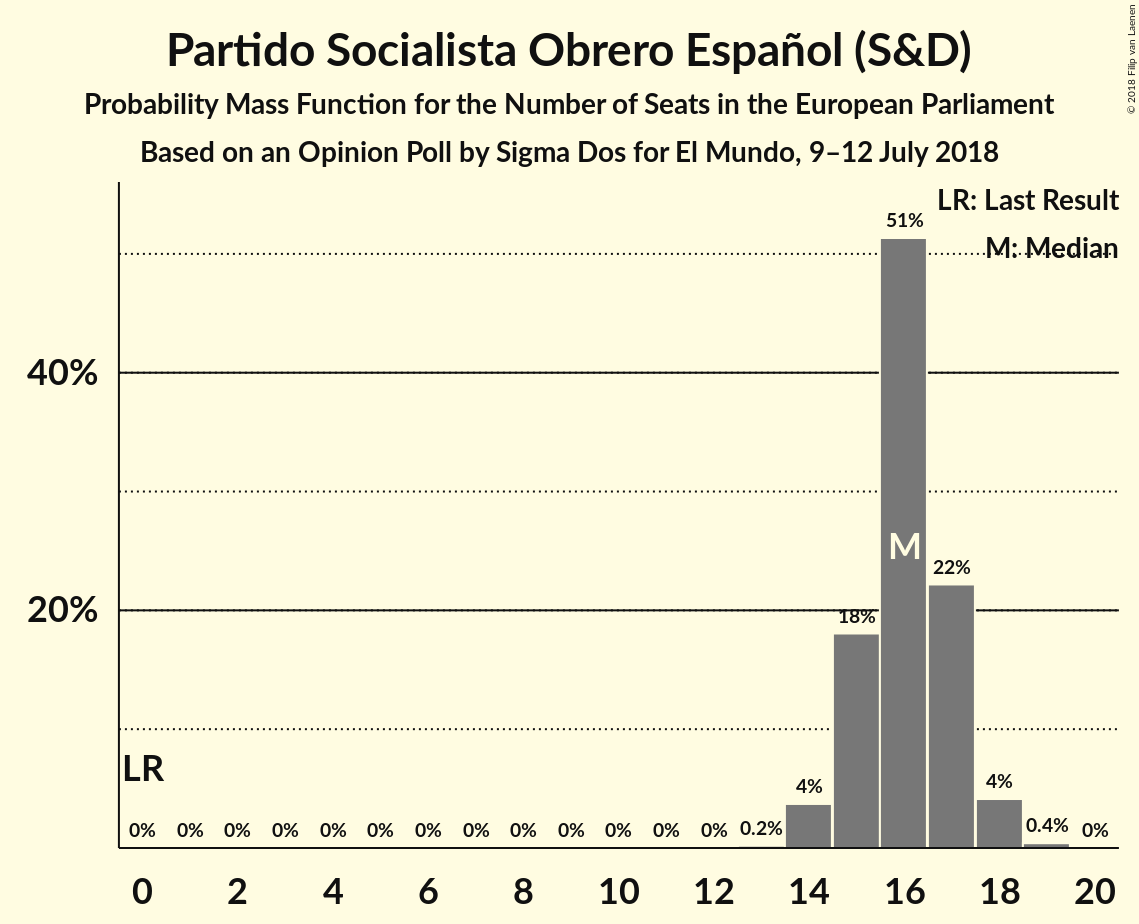 Partido Socialista Obrero Español (S&D)
Probability Mass Function for the Number of Seats in the European Parliament
Based on an Opinion Poll by Sigma Dos for El Mundo, 9–12 July 2018
© 2018 Filip van Laenen
LR: Last Result
M: Median
40%
20%
LR
M
0% 0% 0% 0% 0% 0% 0% 0% 0% 0% 0% 0% 0% 0.2% 4% 18% 51% 22% 4% 0.4% 0%
0 2 4 6 8 10 12 14 16 18 20